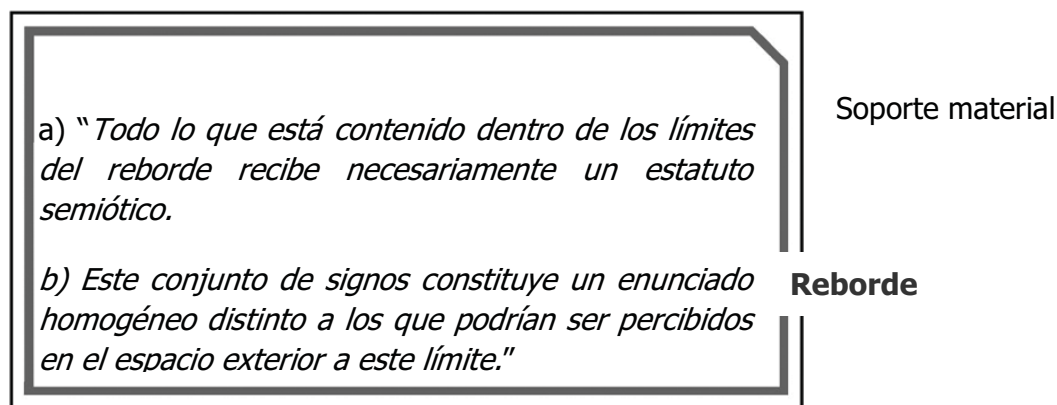 Soporte material
a) “Todo lo que está contenido dentro de los límites
del reborde recibe necesariamente un estatuto
semiótico.
b) Este conjunto de signos constituye un enunciado
homogéneo distinto a los que podrían ser percibidos
en el espacio exterior a este límite.”
Reborde